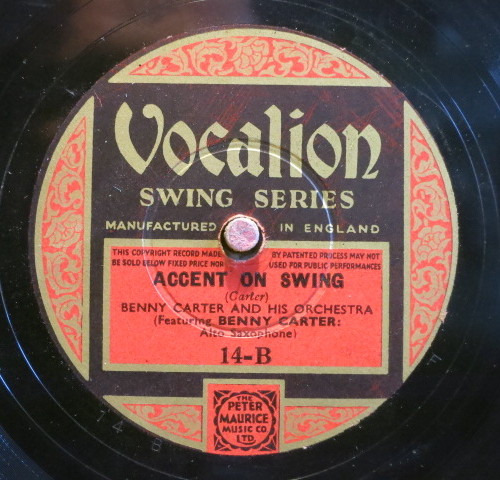 Vocalion
SWING SERIES
MANUFACTURED IN ENGLAND
THIS COPYRIGHT RECORD MADE BY PATENTED PROCESS MAY NOT
BE SOLD BELOW FIXED PRICE NOR USED FOR PUBLIC PERFORMANCES
ACCENT ON SWING
(Carter)
BENNY CARTER AND HIS ORCHESTRA
(Featuring BENNY CARTER:
Alto Saxophone)
14-B
THE
PETER
MAURICE
MUSIC CO
LTD